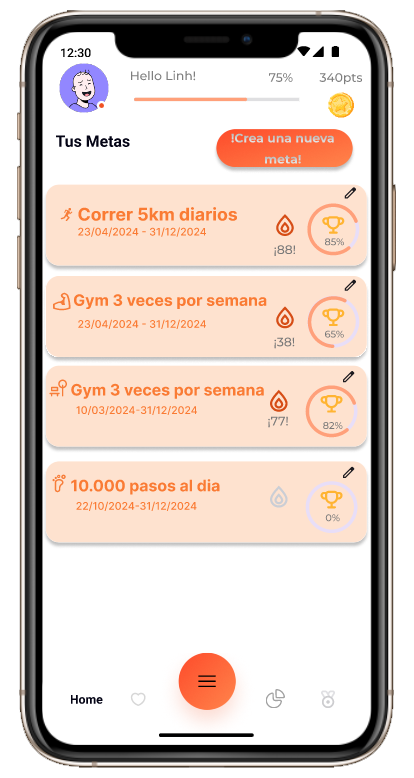 12:30
Hello Linh!
75%
340pts
Tus Metas
!Crea una nueva
meta!
Correr 5km diarios
23/04/2024 - 31/12/2024
¡88!
85%
Gym 3 veces por semana
23/04/2024 - 31/12/2024
¡38!
65%
Gym 3 veces por semana
10/03/2024-31/12/2024
¡77!
82%
10.000 pasos al dia
22/10/2024-31/12/2024
0%
Home